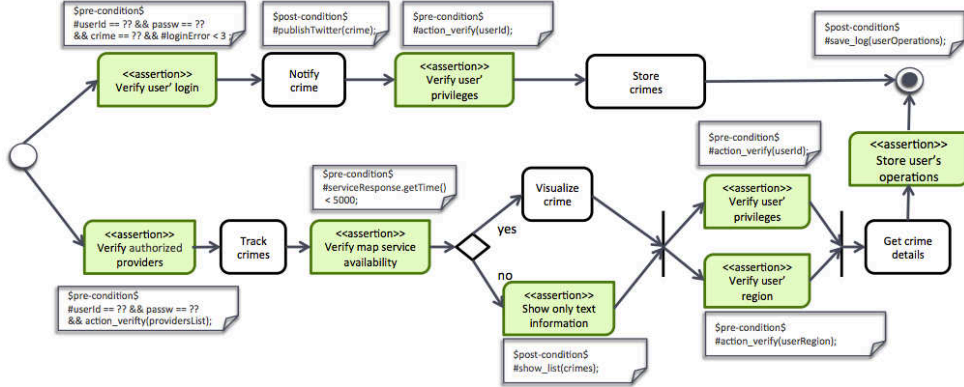 $pre-condition$
#userId == ?? && passw == ??
&& crime == ?? && #loginError < 3 ;
$post-condition$
#publishTwitter(crime);
$pre-condition$
#action_verify(userId);
$post-condition$
#save_log(userOperations);
<<assertion>>
Verify user' login
Notify
crime
<<assertion>>
Verify user'
privileges
Store
crimes
<<assertion>>
Store user's
operations
$pre-condition$
#serviceResponse.getTime()
< 5000;
Visualize
crime
$pre-condition$
#action_verify(userId);
<<assertion>>
Verify user'
privileges
yes
<<assertion>>
Verify authorized
providers
Track
crimes
<<assertion>>
Verify map service
availability
Get crime
details
no
<<assertion>>
Show only text
information
<<assertion>>
Verify user'
region
$pre-condition$
#userId == ?? && passw == ??
&& action_verifty(providersList);
$post-condition$
#show_list(crimes);
$pre-condition$
#action_verify(userRegion);